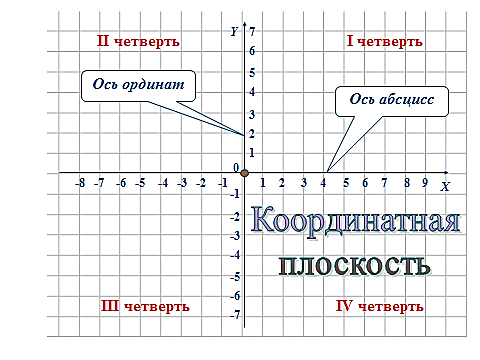 II четверть
Y
7
I четверть
6
5
Ось ординат
4
Ось абсцисс
3
2
1
0
-8 -7 -6 -5 -4 -3 -2 -1 1 2 3 4 5 6 7 8 9 X
-1
-2
Координатная
-3
-4
плоскость
-5
-6
III четверть
IV четверть
-7